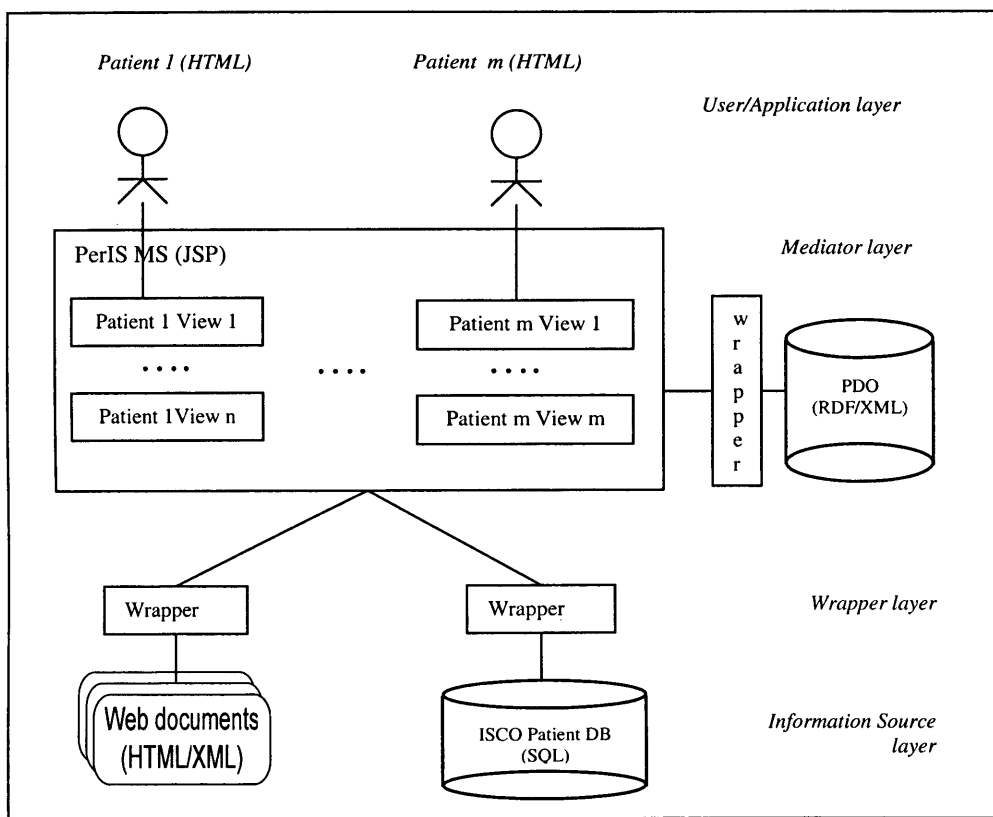 Patient 1 (HTML)
Patient m (HTML)
User/Application layer
PerIS MS (JSP)
Mediator layer
Patient 1 View 1
Patient m View 1
....
....
....
Patient 1View n
Patient m View m
wrapper
PDO
(RDF/XML)
Wrapper
Wrapper
Wrapper layer
Web documents
(HTML/XML)
ISCO Patient DB
(SQL)
Information Source
layer